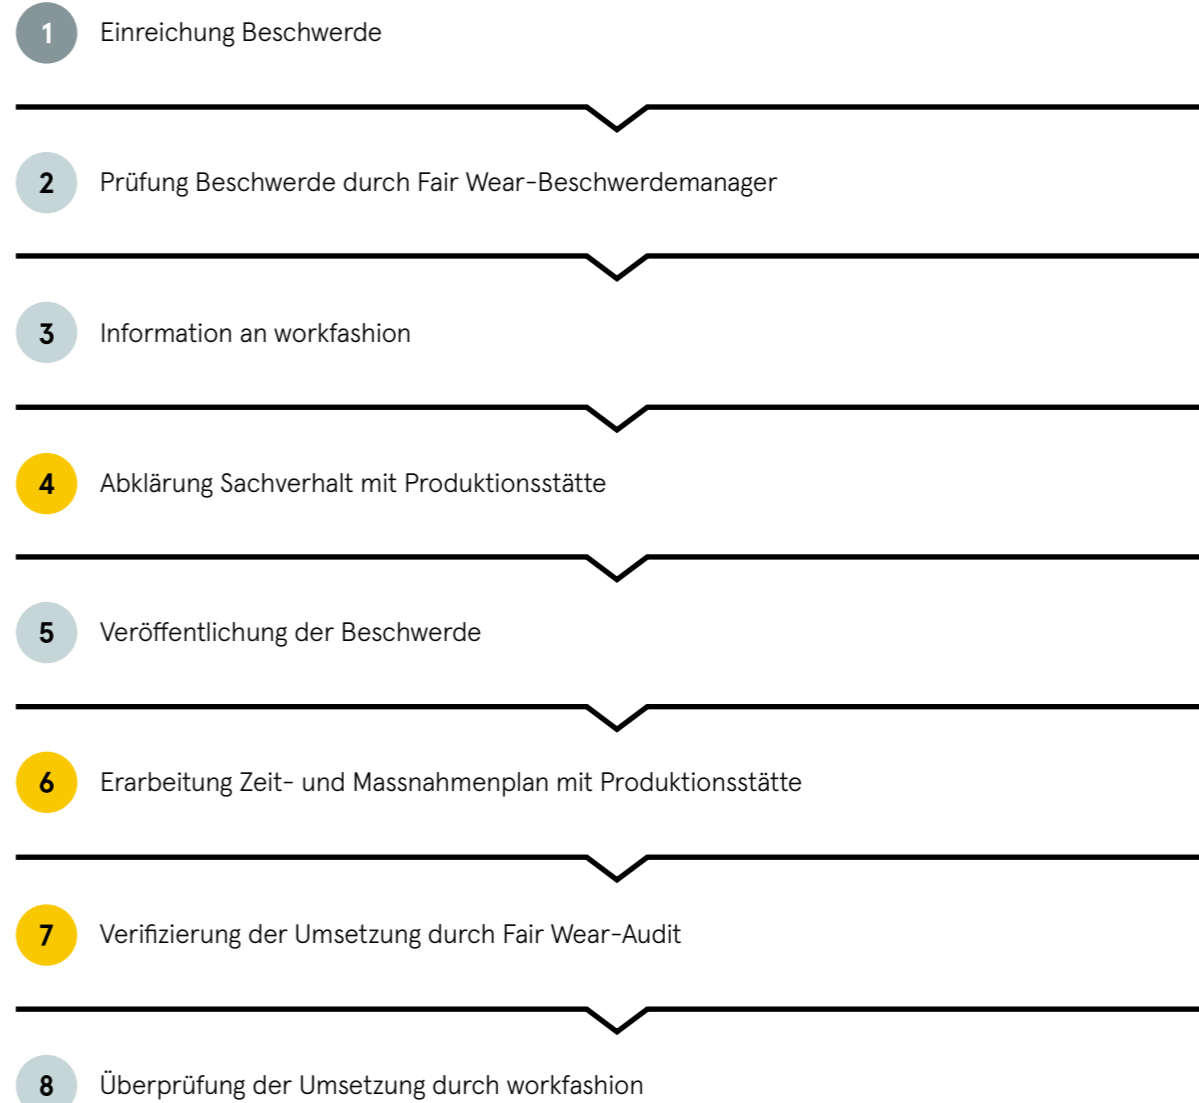 1 Einreichung Beschwerde
2 Prüfung Beschwerde durch Fair Wear-Beschwerdemanager
3 Information an workfashion
4 Abklärung Sachverhalt mit Produktionsstätte
5 Veröffentlichung der Beschwerde
6 Erarbeitung Zeit- und Massnahmenplan mit Produktionsstätte
7 Verifizierung der Umsetzung durch Fair Wear-Audit
8 Überprüfung der Umsetzung durch workfashion